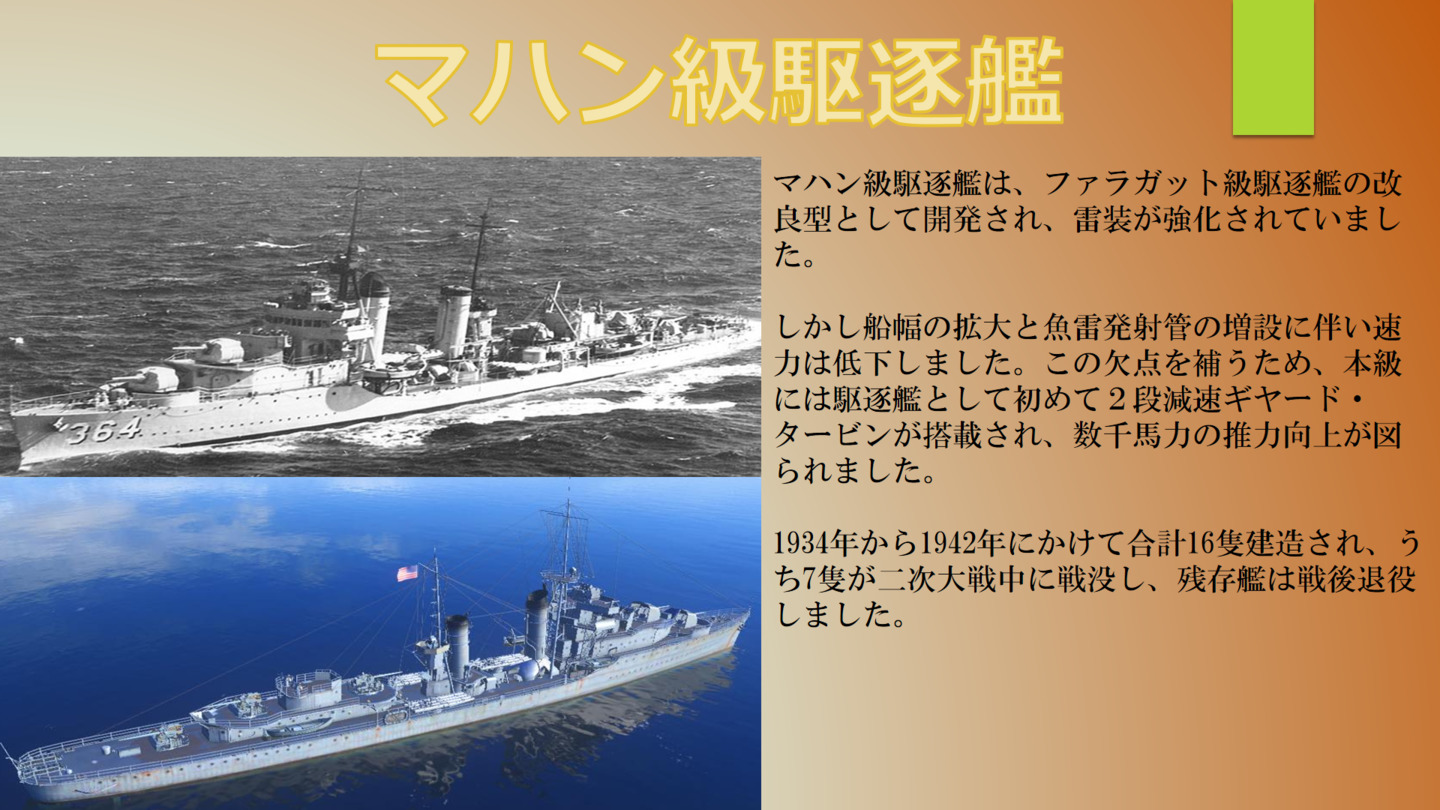 マハン級駆逐艦
マハン級駆逐艦は、ファラガット級駆逐艦の改
良型として開発され、雷装が強化されていまし
た。
しかし船幅の拡大と魚雷発射管の増設に伴い速
力は低下しました。この欠点を補うため、本級
には駆逐艦として初めて２段減速ギヤード・
タービンが搭載され、数千馬力の推力向上が図
られました。
1934年から1942年にかけて合計16隻建造され、う
ち7隻が二次大戦中に戦没し、残存艦は戦後退役
しました。
364